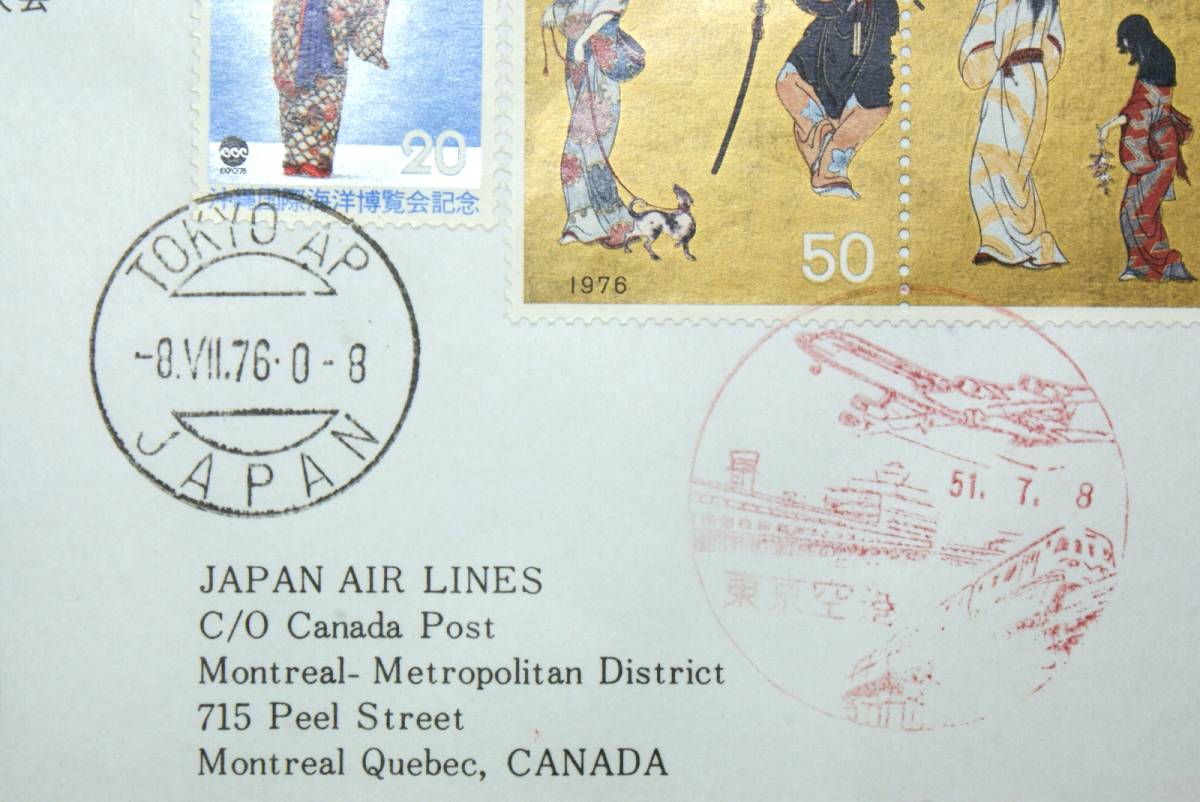 20
EXPO'75
沖縄国際海洋博覧会記念
50
1976
TOKYO AP
-8.VII.76・0-8
JAPAN
51. 7. 8
東京空港
JAPAN AIR LINES
C/O Canada Post
Montreal- Metropolitan District
715 Peel Street
Montreal Quebec, CANADA